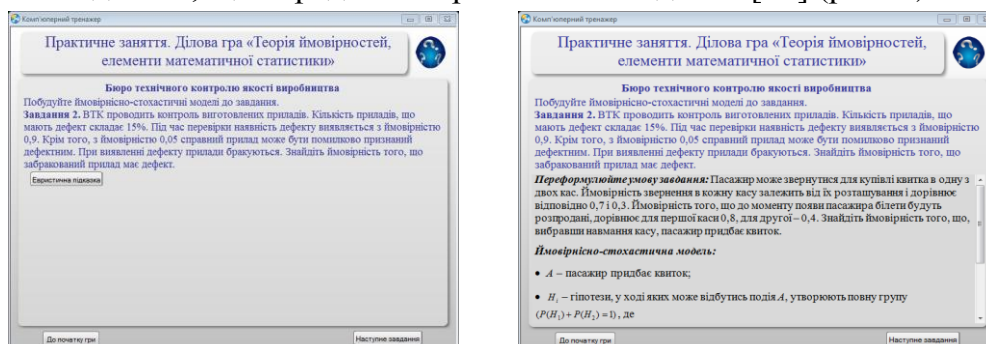 Комп'ютерний тренажер
Практичне заняття. Ділова гра «Теорія ймовірностей,
елементи математичної статистики»
Бюро технічного контролю якості виробництва
Побудуйте ймовірнісно-стохастичні моделі до завдання.
Завдання 2. ВТК проводить контроль виготовлених приладів. Кількість приладів, що
мають дефект складає 15%. Під час перевірки наявність дефекту виявляється з ймовірністю
0,9. Крім того, з ймовірністю 0,05 справний прилад може бути помилково признаний
дефектним. При виявленні дефекту прилади бракуються. Знайдіть ймовірність того, що
забракований прилад має дефект.
Евристична підказка
До початку гри
Наступне завдання
Комп'ютерний тренажер
Практичне заняття. Ділова гра «Теорія ймовірностей,
елементи математичної статистики»
Бюро технічного контролю якості виробництва
Побудуйте ймовірнісно-стохастичні моделі до завдання.
Завдання 2. ВТК проводить контроль виготовлених приладів. Кількість приладів, що
мають дефект складає 15%. Під час перевірки наявність дефекту виявляється з ймовірністю
0,9. Крім того, з ймовірністю 0,05 справний прилад може бути помилково признаний
дефектним. При виявленні дефекту прилади бракуються. Знайдіть ймовірність того, що
забракований прилад має дефект.
Переформулюйте умову завдання: Пасажир може звернутися для купівлі квитка в одну з
двох кас. Ймовірність звернення в кожну касу залежить від їх розташування і дорівнює
відповідно 0,7 і 0,3. Ймовірність того, що до моменту появи пасажира білети будуть
розпродані, дорівнює для першої каси 0,8, для другої – 0,4. Знайдіть ймовірність того, що,
вибравши навмання касу, пасажир придбає квиток.
Ймовірнісно-стохастична модель:
• A – пасажир придбає квиток;
• H₁ – гіпотези, у ході яких може відбутись подія A, утворюють повну групу
(P(H₁) + P(H₂) = 1), де
До початку гри
Наступне завдання